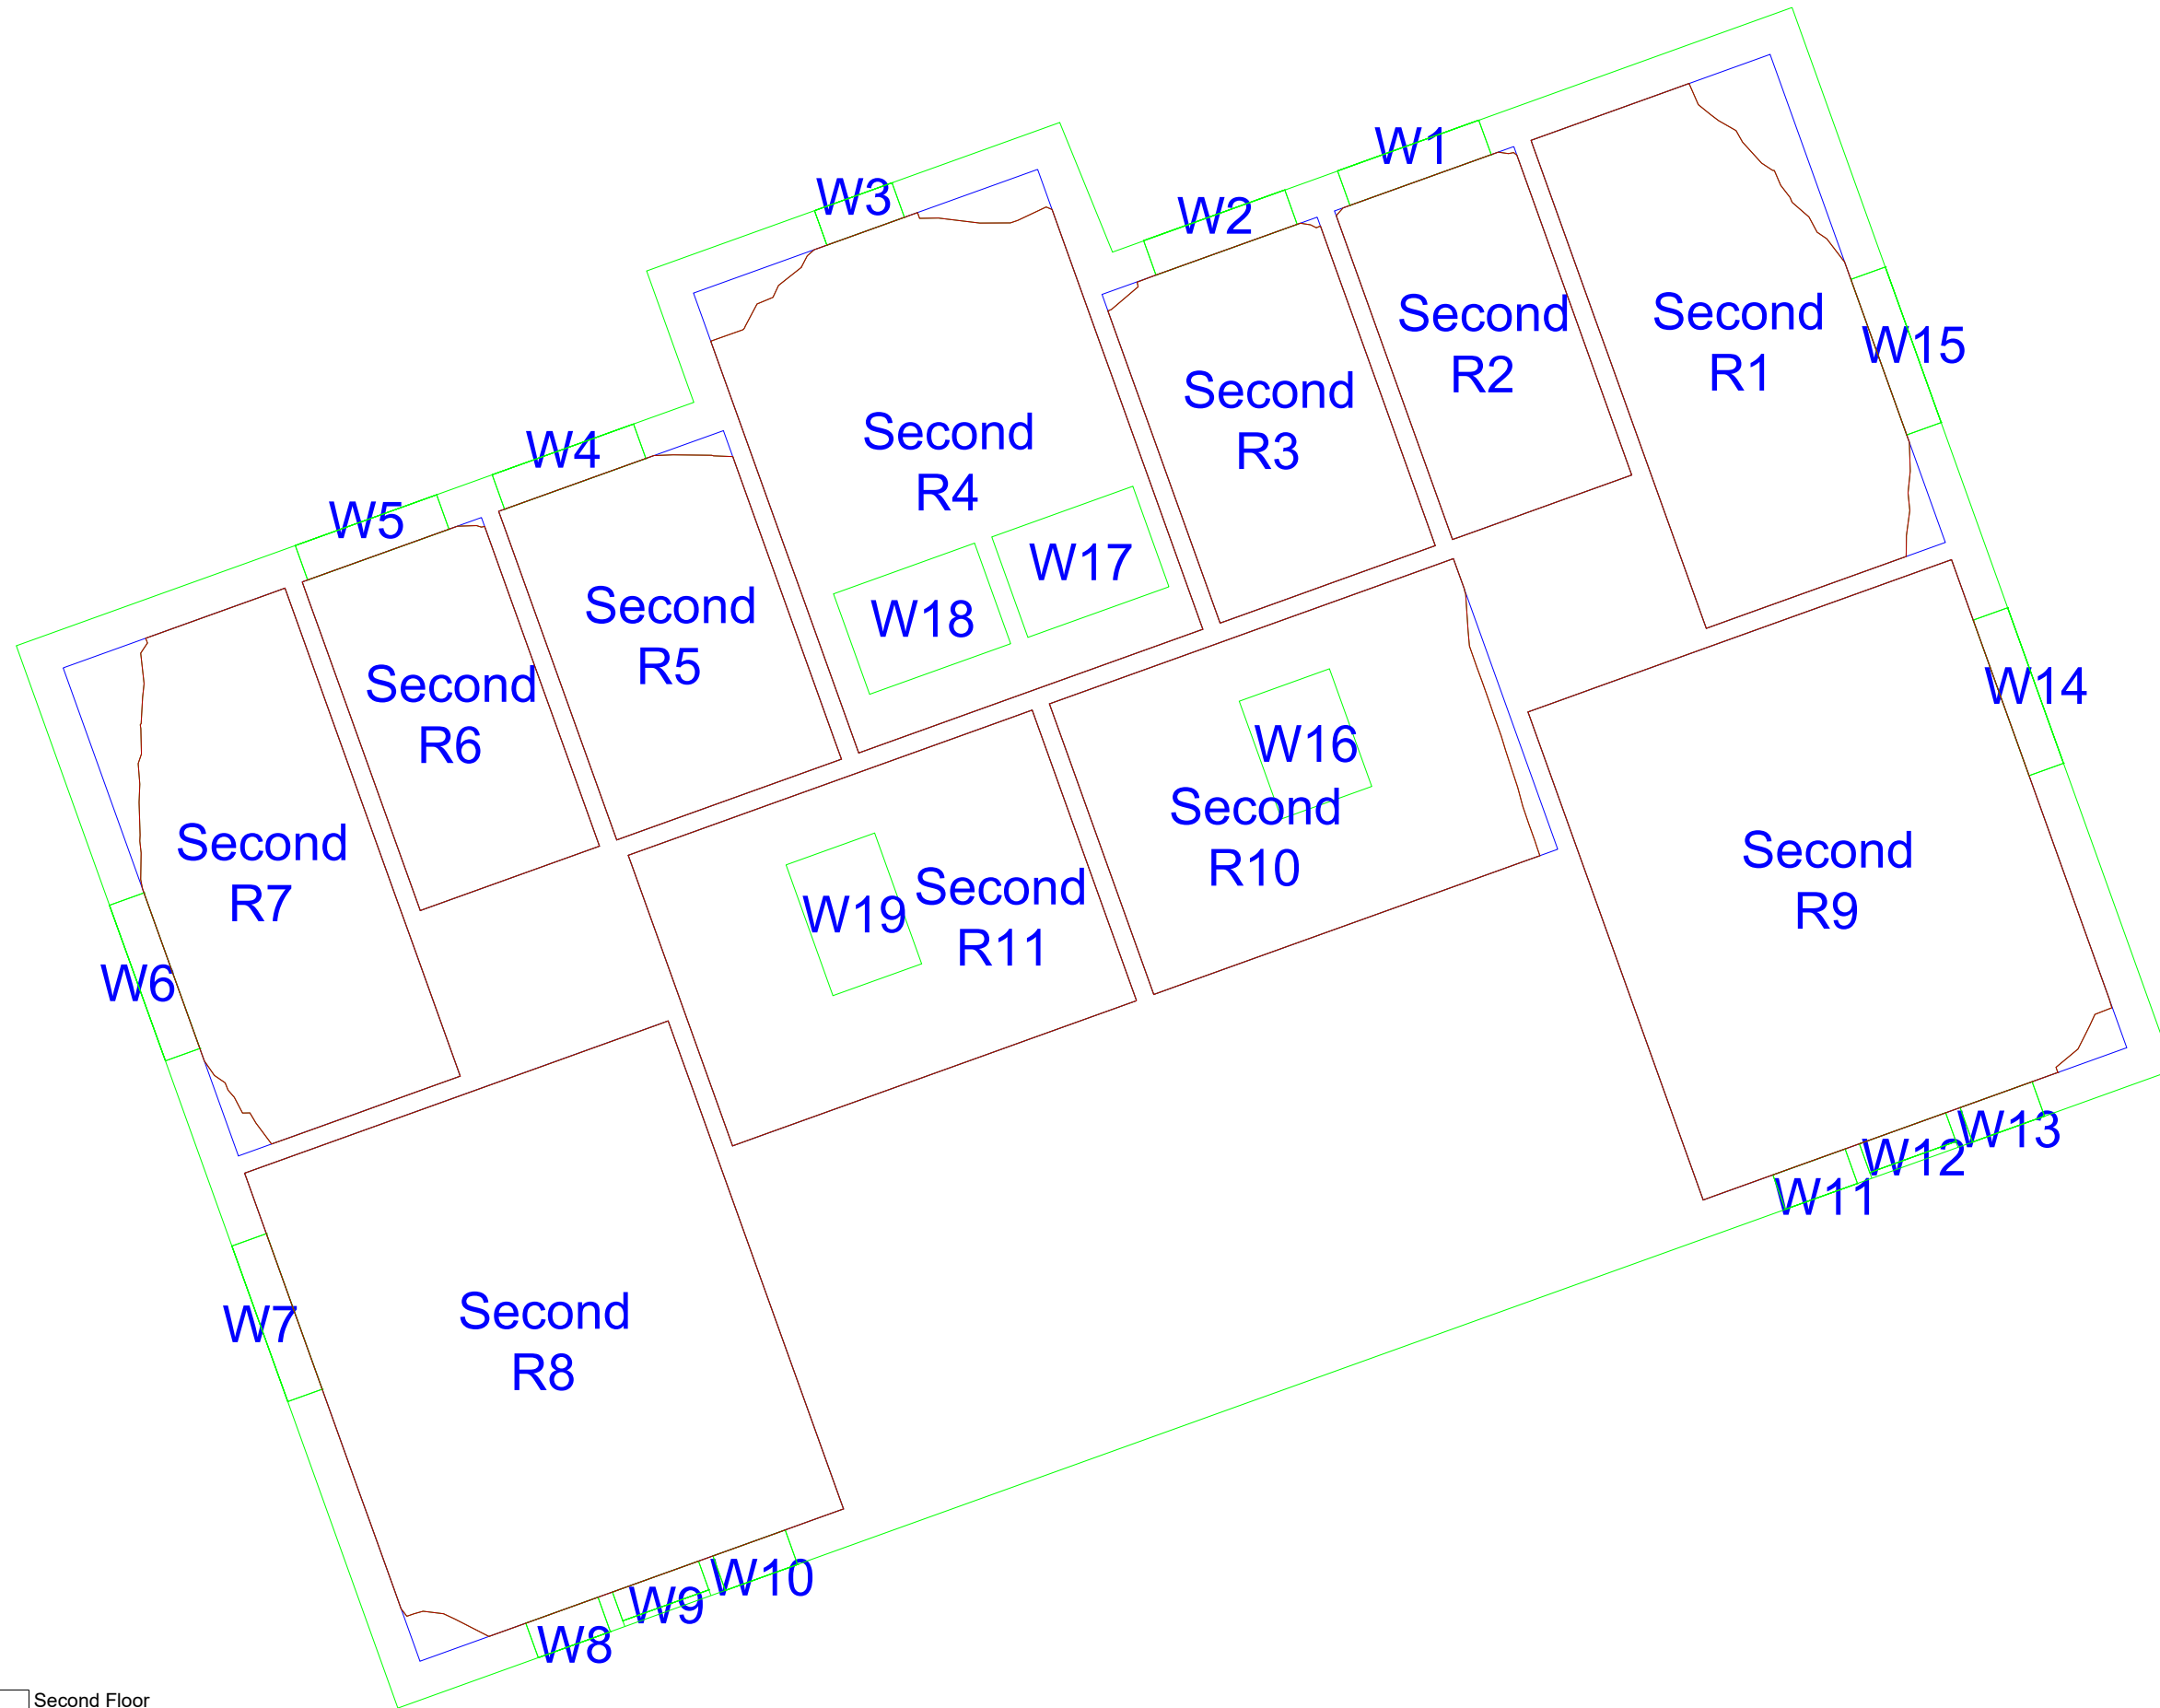 W1
W3
W2
Second
R1
Second
R2
W15
Second
R3
Second
R4
W4
W5
W17
W18
Second
R5
Second
R6
W14
W16
Second
R10
Second
R7
Second
R9
W19
Second
R11
W6
W13
W12
W11
W7
Second
R8
W10
W9
W8
Second Floor